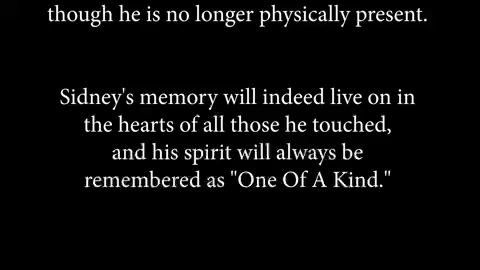 though he is no longer physically present.
Sidney's memory will indeed live on in
the hearts of all those he touched,
and his spirit will always be
remembered as "One Of A Kind."